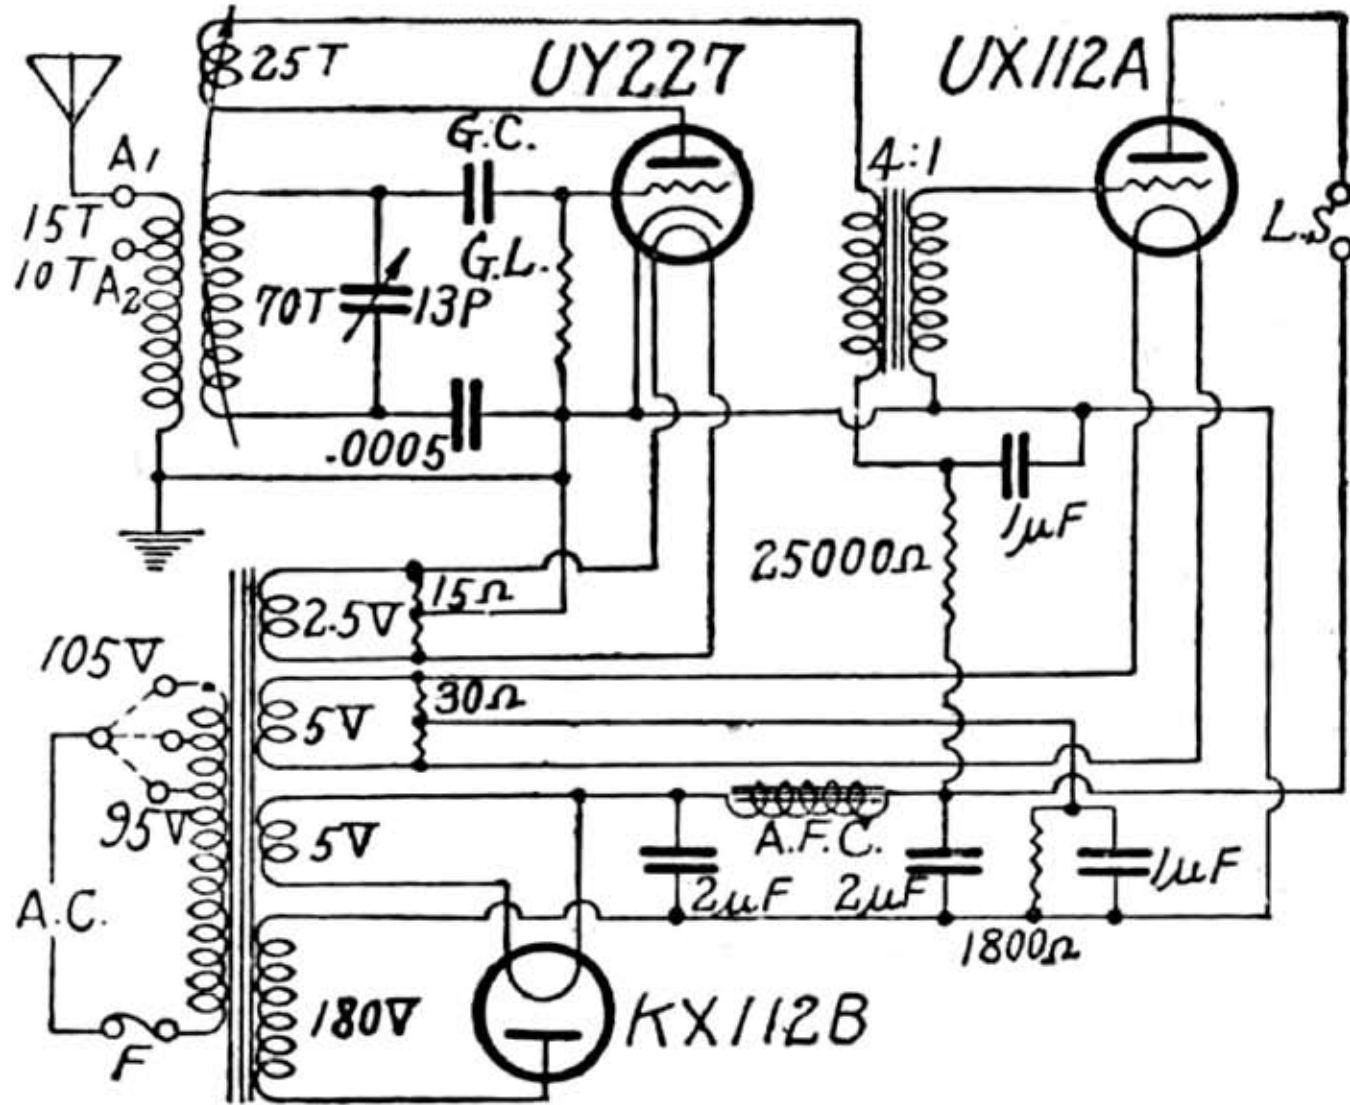 25T
UY227
UX112A
A1
G.C.
4:1
15T
10T
A2
G.L.
L.S
70T
13P
.0005
1μF
25000Ω
15Ω
2.5V
105V
30Ω
5V
95V
5V
A.F.C.
2μF
2μF
1μF
A.C.
1800Ω
180V
KX112B
F